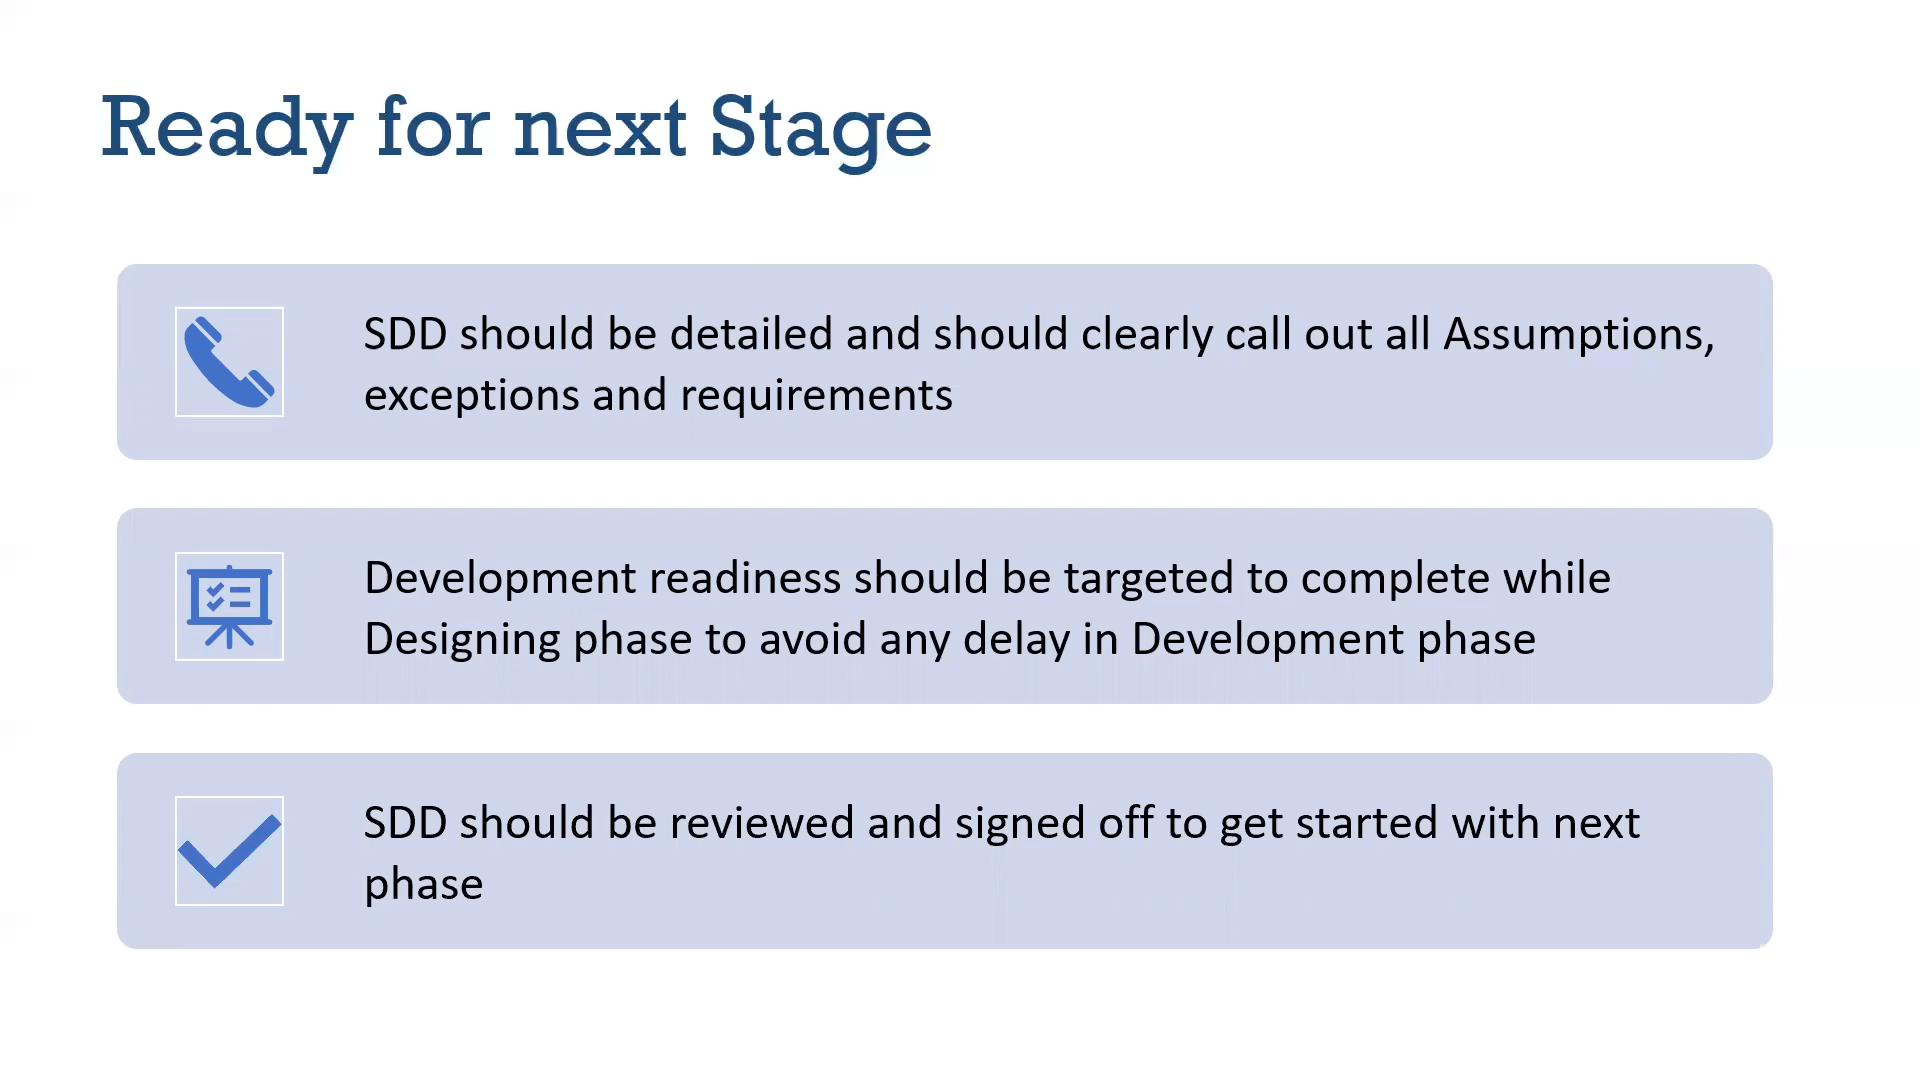 Ready for next Stage
SDD should be detailed and should clearly call out all Assumptions,
exceptions and requirements
Development readiness should be targeted to complete while
Designing phase to avoid any delay in Development phase
SDD should be reviewed and signed off to get started with next
phase